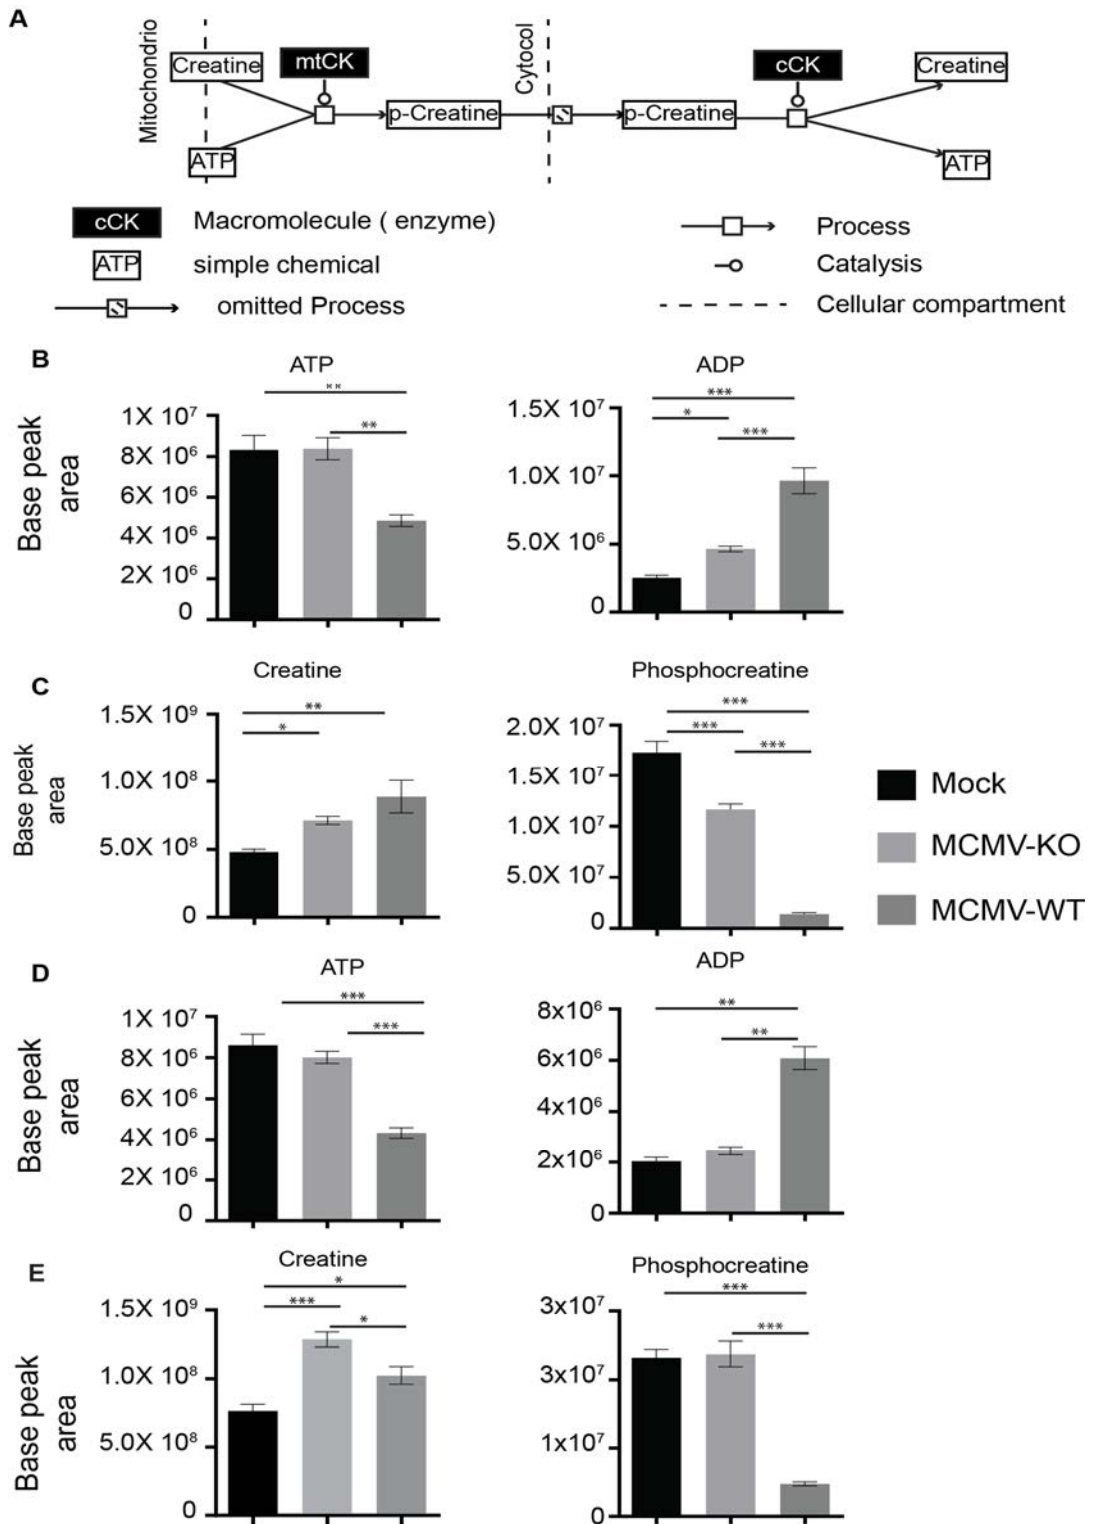 A
Mitochondrio
Creatine
mtCK
Cytocol
cCK
Creatine
p-Creatine
p-Creatine
ATP
ATP
cCK Macromolecule ( enzyme)
Process
ATP simple chemical
Catalysis
omitted Process
Cellular compartment
B
ATP
**
**
Base peak area
1X 10⁷
8X 10⁶
6X 10⁶
4X 10⁶
2X 10⁶
0
ADP
***
*
***
1.5X 10⁷
1.0X 10⁷
5.0X 10⁶
0
C
Creatine
**
*
Base peak area
1.5X 10⁹
1.0X 10⁸
5.0X 10⁸
0
Phosphocreatine
***
***
***
2.0X 10⁷
1.5X 10⁷
1.0X 10⁷
5.0X 10⁷
0
Mock
MCMV-KO
MCMV-WT
D
ATP
***
***
Base peak area
1X 10⁷
8X 10⁶
6X 10⁶
4X 10⁶
2X 10⁶
0
ADP
**
**
8x10⁶
6x10⁶
4x10⁶
2x10⁶
0
E
Creatine
*
***
*
Base peak area
1.5X 10⁹
1.0X 10⁸
5.0X 10⁸
0
Phosphocreatine
***
***
3x10⁷
3x10⁷
1x10⁷
0